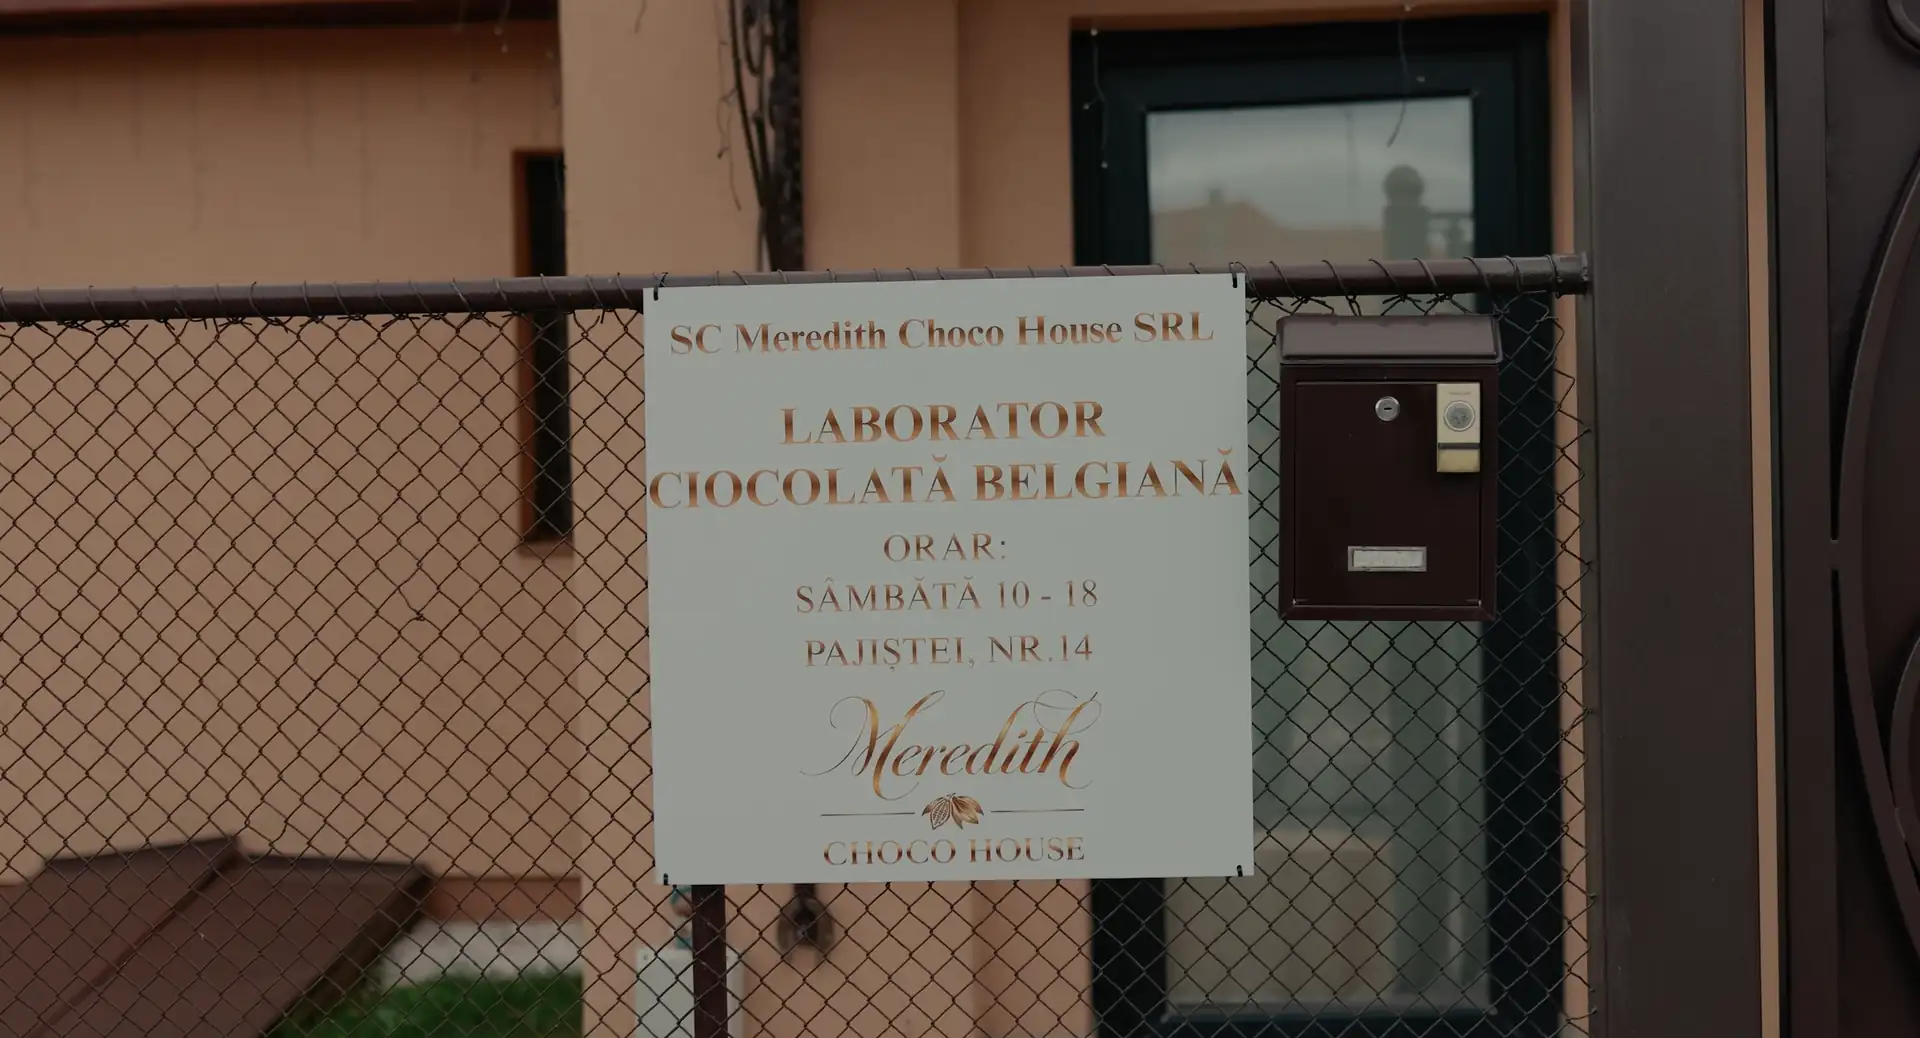 SC Meredith Choco House SRL
LABORATOR
CIOCOLATĂ BELGIANĂ
ORAR:
SÂMBĂTĂ 10 - 18
PAJIȘTEI, NR.14
Meredith
CHOCO HOUSE